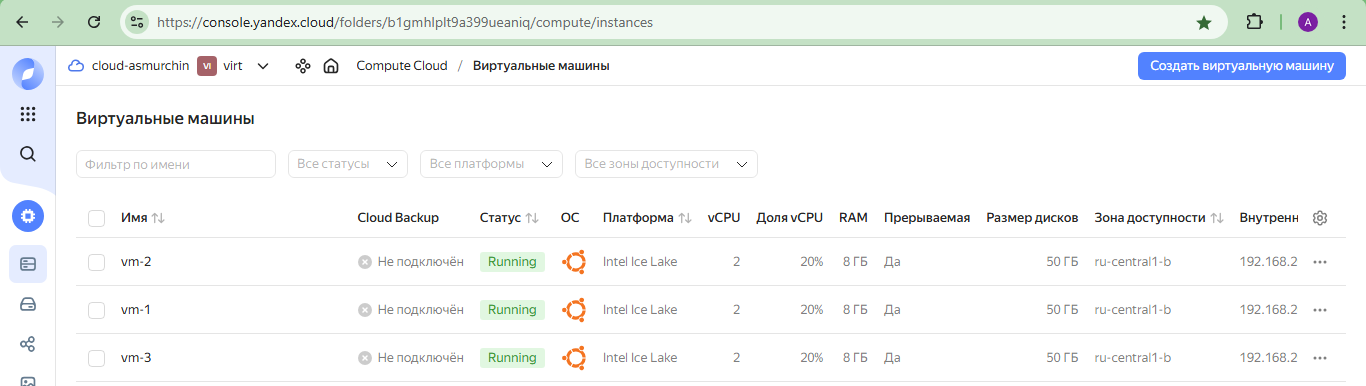 https://console.yandex.cloud/folders/b1gmhlplt9a399ueaniq/compute/instances
A
cloud-asmurchin VI virt Compute Cloud / Виртуальные машины Создать виртуальную машину
Виртуальные машины
Фильтр по имени Все статусы Все платформы Все зоны доступности
Имя Cloud Backup Статус ОС Платформа vCPU Доля vCPU RAM Прерываемая Размер дисков Зона доступности Внутренн
vm-2 Не подключён Running Intel Ice Lake 2 20% 8 ГБ Да 50 ГБ ru-central1-b 192.168.2
vm-1 Не подключён Running Intel Ice Lake 2 20% 8 ГБ Да 50 ГБ ru-central1-b 192.168.2
vm-3 Не подключён Running Intel Ice Lake 2 20% 8 ГБ Да 50 ГБ ru-central1-b 192.168.2